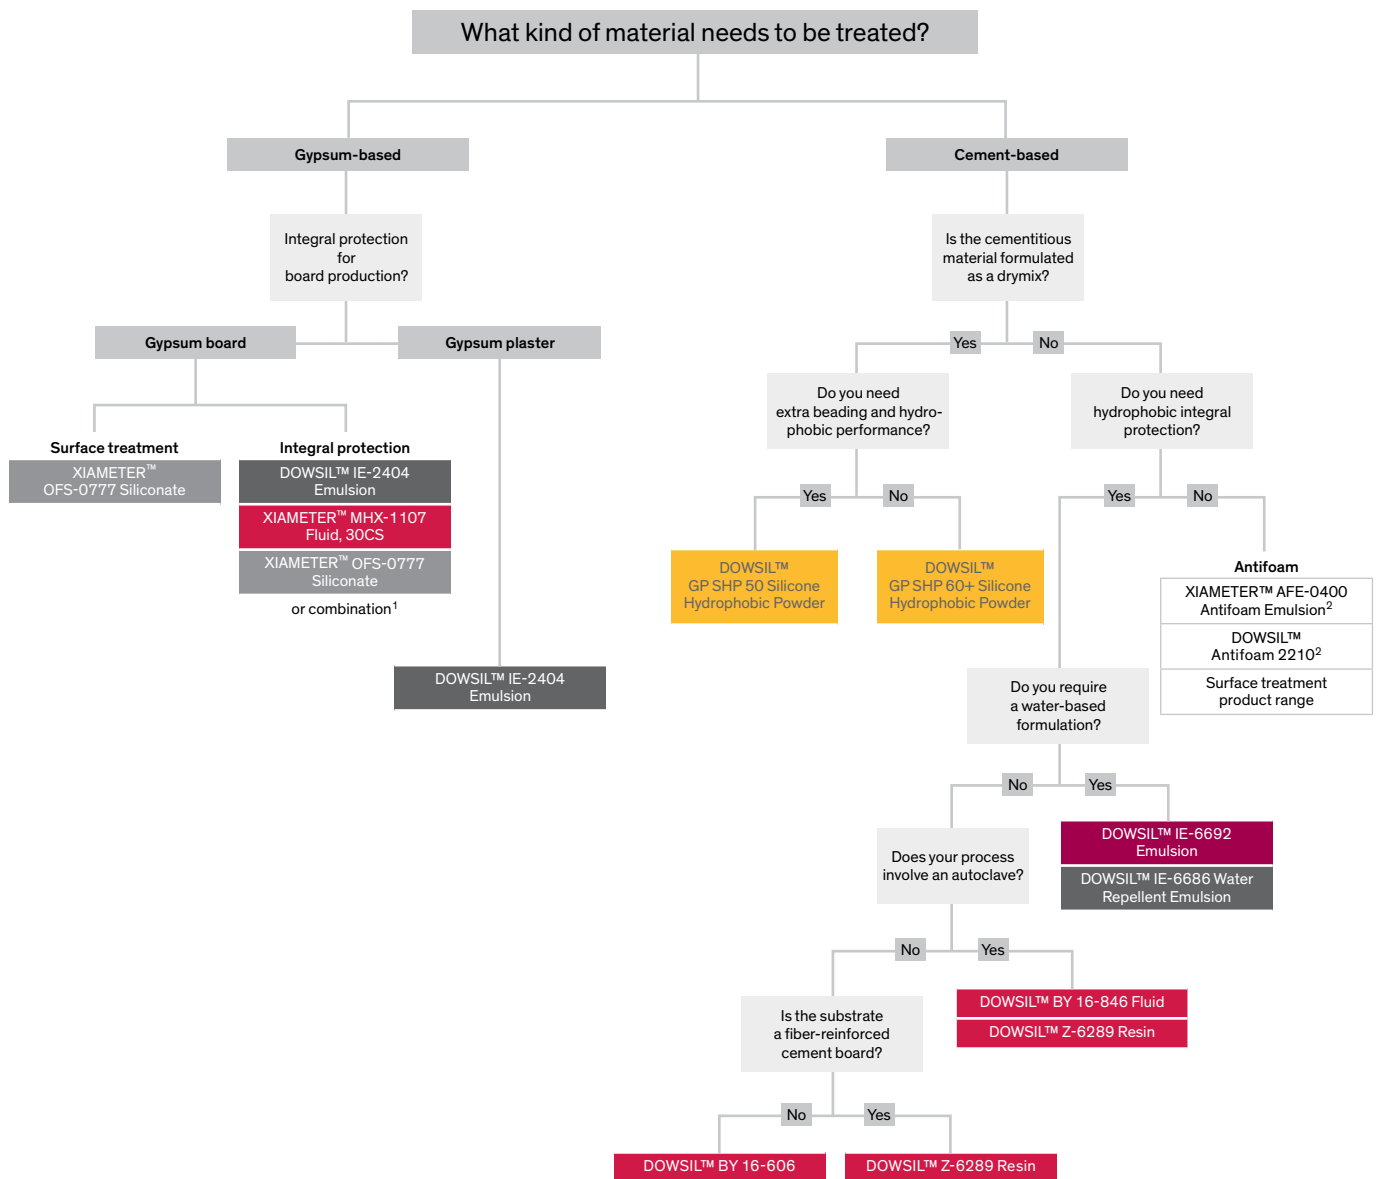 What kind of material needs to be treated?
Gypsum-based
Cement-based
Integral protection
for
board production?
Is the cementitious
material formulated
as a drymix?
Gypsum board
Gypsum plaster
Yes
No
Do you need
extra beading and hydro-
phobic performance?
Do you need
hydrophobic integral
protection?
Surface treatment
XIAMETER™
OFS-0777 Siliconate
Integral protection
DOWSIL™ IE-2404
Emulsion
XIAMETER™ MHX-1107
Fluid, 30CS
XIAMETER™ OFS-0777
Siliconate
or combination¹
Yes
No
Yes
No
DOWSIL™
GP SHP 50 Silicone
Hydrophobic Powder
DOWSIL™
GP SHP 60+ Silicone
Hydrophobic Powder
Antifoam
XIAMETER™ AFE-0400
Antifoam Emulsion²
DOWSIL™
Antifoam 2210²
Surface treatment
product range
DOWSIL™ IE-2404
Emulsion
Do you require
a water-based
formulation?
No
Yes
Does your process
involve an autoclave?
DOWSIL™ IE-6692
Emulsion
DOWSIL™ IE-6686 Water
Repellent Emulsion
No
Yes
Is the substrate
a fiber-reinforced
cement board?
DOWSIL™ BY 16-846 Fluid
DOWSIL™ Z-6289 Resin
No
Yes
DOWSIL™ BY 16-606
DOWSIL™ Z-6289 Resin